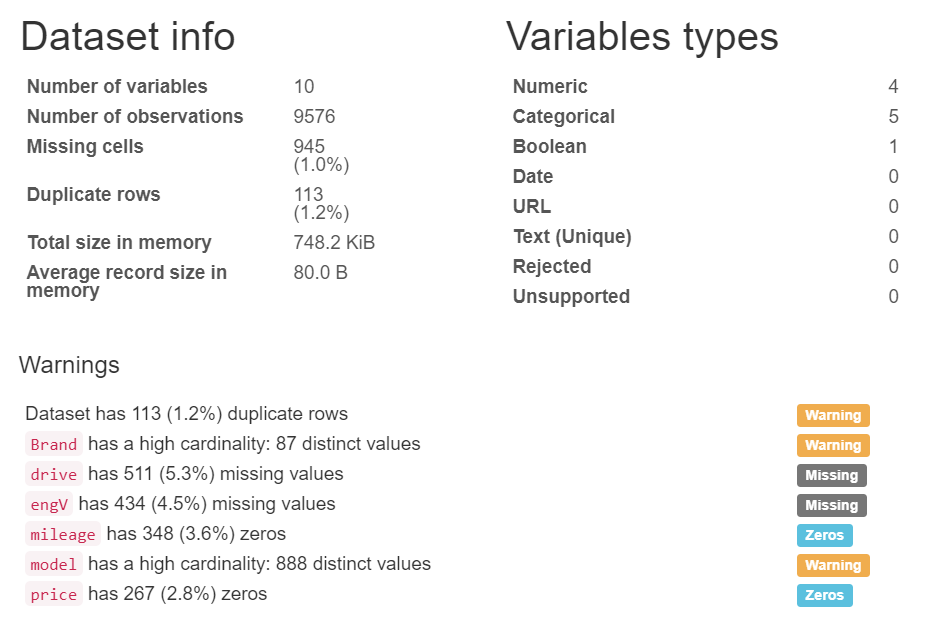 Dataset info
Number of variables 10
Number of observations 9576
Missing cells 945
(1.0%)
Duplicate rows 113
(1.2%)
Total size in memory 748.2 KiB
Average record size in 80.0 B
memory
Variables types
Numeric 4
Categorical 5
Boolean 1
Date 0
URL 0
Text (Unique) 0
Rejected 0
Unsupported 0
Warnings
Dataset has 113 (1.2%) duplicate rows Warning
Brand has a high cardinality: 87 distinct values Warning
drive has 511 (5.3%) missing values Missing
engV has 434 (4.5%) missing values Missing
mileage has 348 (3.6%) zeros Zeros
model has a high cardinality: 888 distinct values Warning
price has 267 (2.8%) zeros Zeros